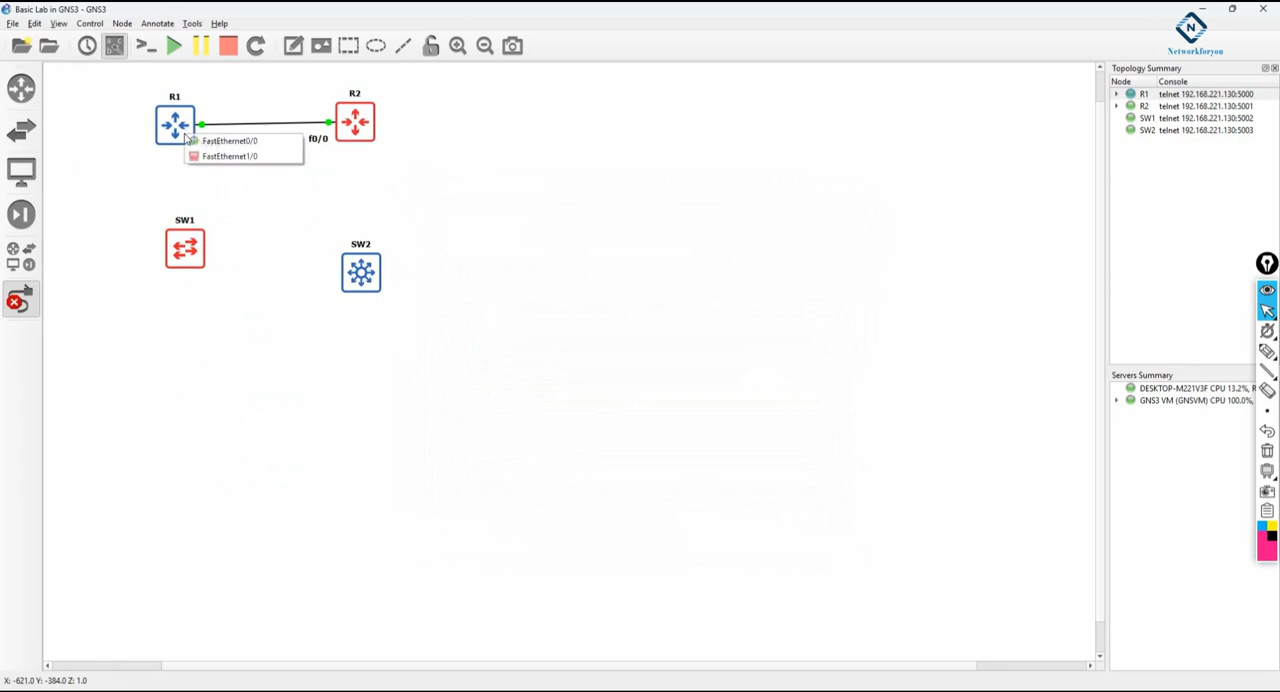 Basic Lab in GNS3 - GNS3
File Edit View Control Node Annotate Tools Help
N
Networkforyou
R1
R2
f0/0
FastEthernet0/0
FastEthernet1/0
SW1
SW2
Topology Summary
Node Console
R1 telnet 192.168.221.130:5000
R2 telnet 192.168.221.130:5001
SW1 telnet 192.168.221.130:5002
SW2 telnet 192.168.221.130:5003
Servers Summary
DESKTOP-M221V3F CPU 13.2%, R
GNS3 VM (GNSVM) CPU 100.0%,
X: -621.0 Y: -384.0 Z: 1.0